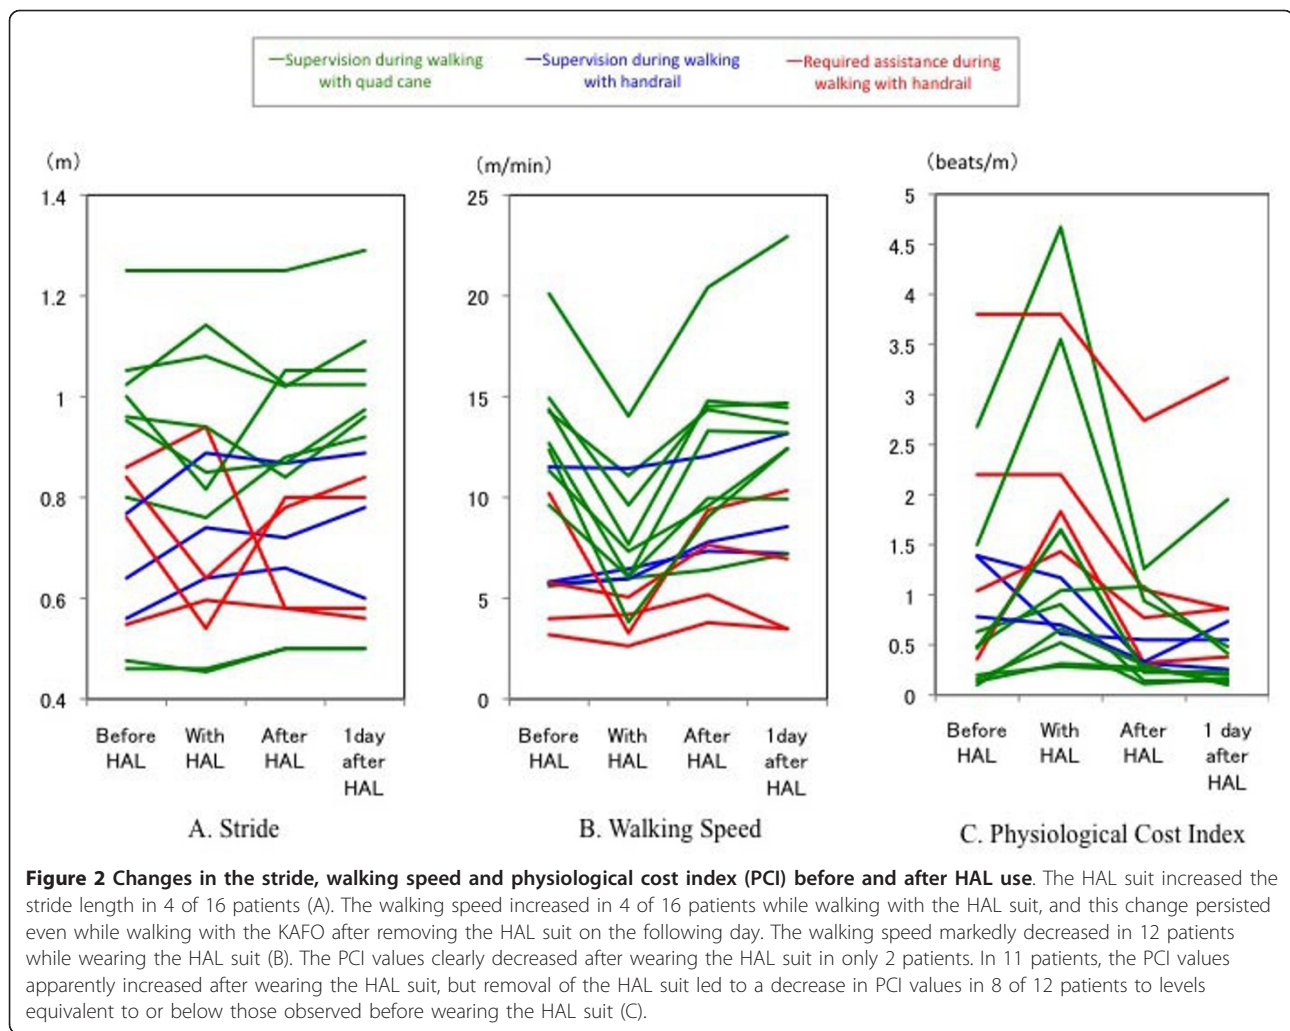 —Supervision during walking with quad cane
—Supervision during walking with handrail
—Required assistance during walking with handrail
(m)
1.4
1.2
1
0.8
0.6
0.4
Before HAL
With HAL
After HAL
1day after HAL
A. Stride
(m/min)
25
20
15
10
5
0
Before HAL
With HAL
After HAL
1day after HAL
B. Walking Speed
(beats/m)
5
4.5
4
3.5
3
2.5
2
1.5
1
0.5
0
Before HAL
With HAL
After HAL
1 day after HAL
C. Physiological Cost Index
Figure 2 Changes in the stride, walking speed and physiological cost index (PCI) before and after HAL use. The HAL suit increased the
stride length in 4 of 16 patients (A). The walking speed increased in 4 of 16 patients while walking with the HAL suit, and this change persisted
even while walking with the KAFO after removing the HAL suit on the following day. The walking speed markedly decreased in 12 patients
while wearing the HAL suit (B). The PCI values clearly decreased after wearing the HAL suit in only 2 patients. In 11 patients, the PCI values
apparently increased after wearing the HAL suit, but removal of the HAL suit led to a decrease in PCI values in 8 of 12 patients to levels
equivalent to or below those observed before wearing the HAL suit (C).